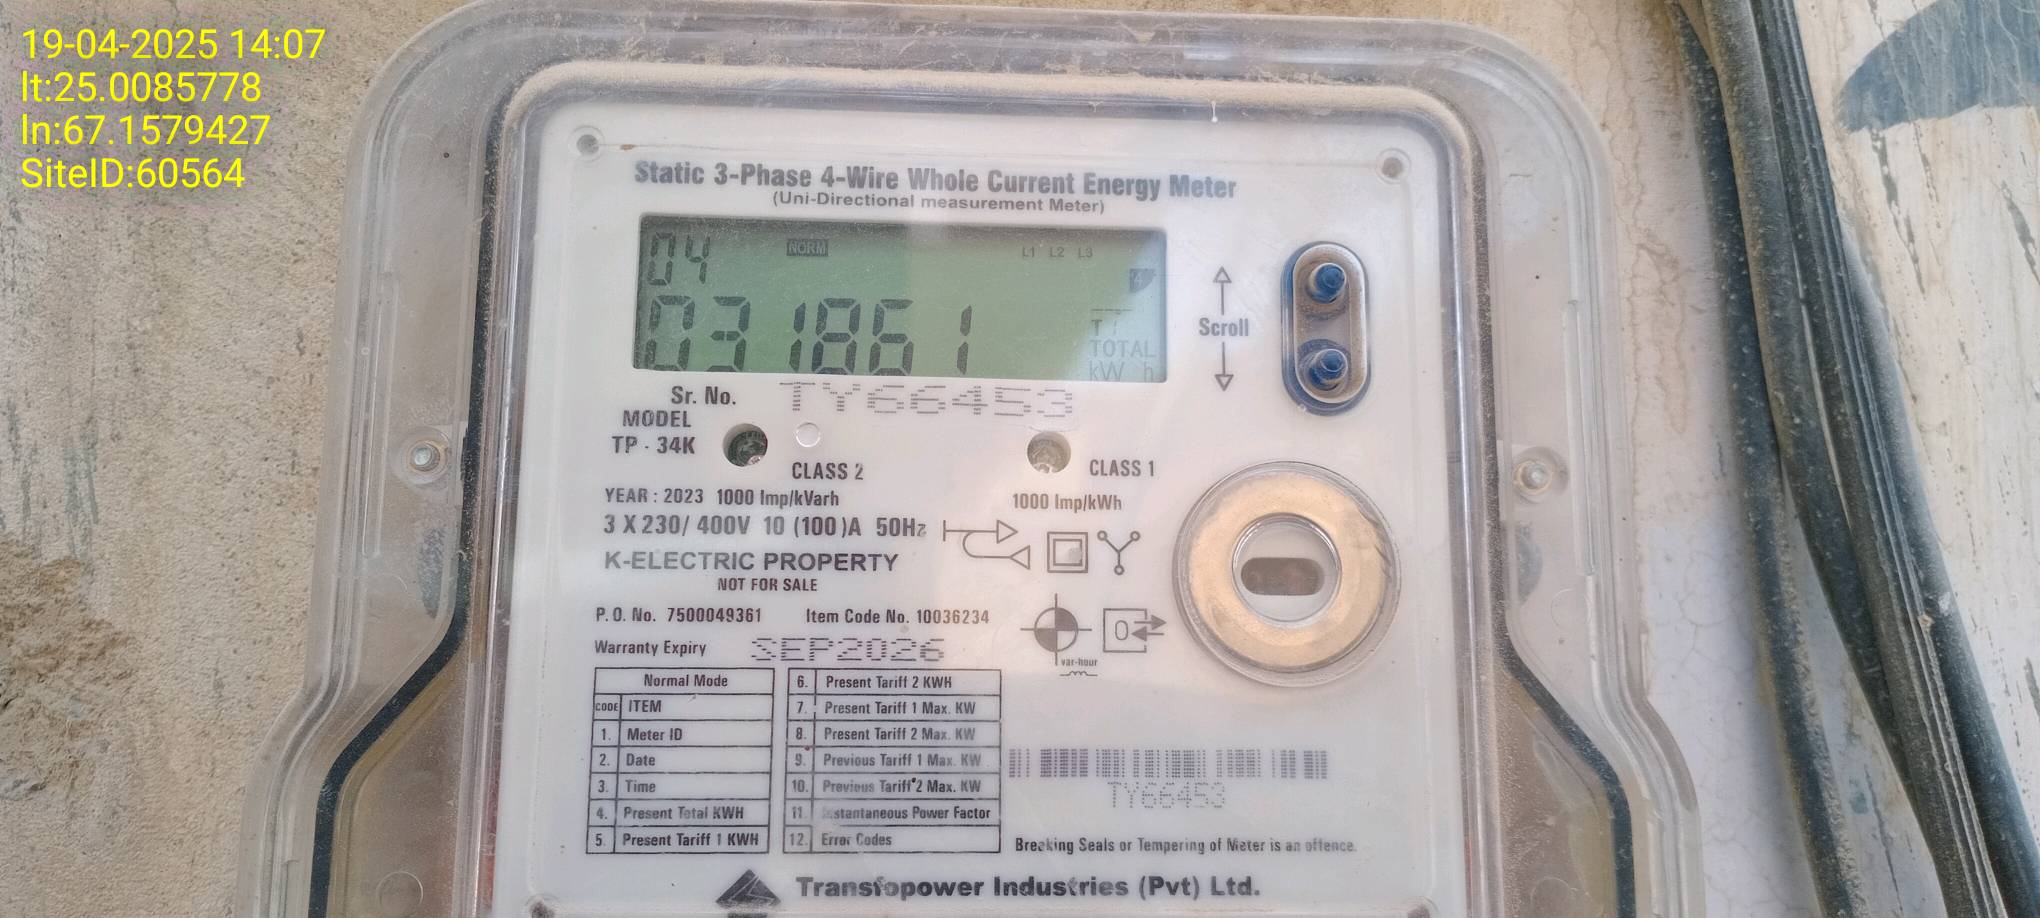 19-04-2025 14:07
lt:25.0085778
ln:67.1579427
SiteID:60564
Static 3-Phase 4-Wire Whole Current Energy Meter
(Uni-Directional measurement Meter)
04 NORM L1 L2 L3
031861
T
TOTAL
kW h
Scroll
Sr. No. TY66453
MODEL
TP - 34K
CLASS 2 CLASS 1
YEAR : 2023 1000 Imp/kVarh 1000 Imp/kWh
3 X 230/ 400V 10 (100)A 50Hz
K-ELECTRIC PROPERTY
NOT FOR SALE
P. O. No. 7500049361 Item Code No. 10036234
Warranty Expiry SEP2026
var-hour
Normal Mode
CODE ITEM
1. Meter ID
2. Date
3. Time
4. Present Total KWH
5. Present Tariff 1 KWH
6. Present Tariff 2 KWH
7. Present Tariff 1 Max. KW
8. Present Tariff 2 Max. KW
9. Previous Tariff 1 Max. KW
10. Previous Tariff 2 Max. KW
11. Instantaneous Power Factor
12. Error Codes
TY66453
Breaking Seals or Tempering of Meter is an offence.
Transfopower Industries (Pvt) Ltd.